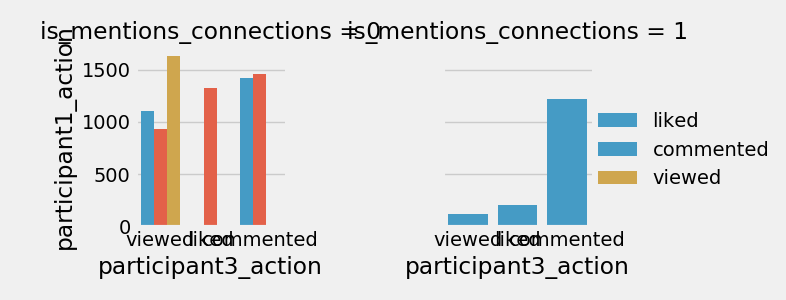 is_mentions_connections = 0
is_mentions_connections = 1
participant1_action
1500
1000
500
0
viewed liked commented
viewed liked commented
participant3_action
participant3_action
liked
commented
viewed